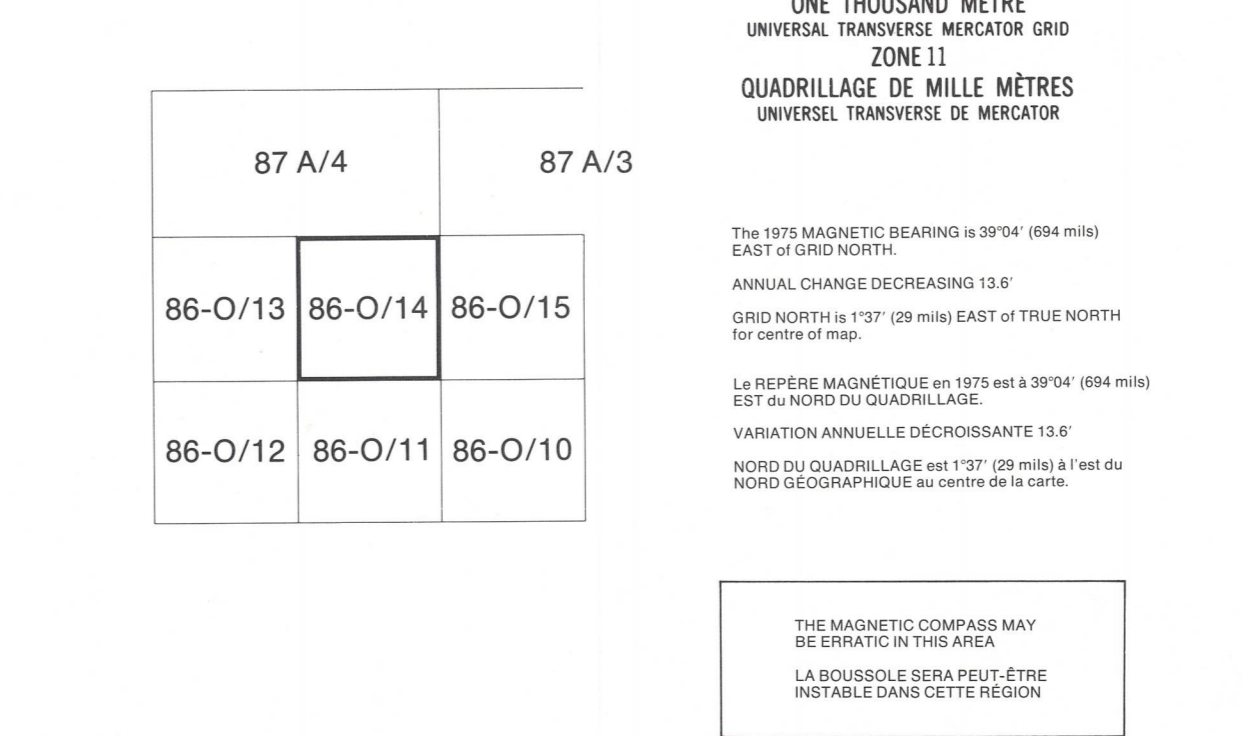 ONE THOUSAND METRE
UNIVERSAL TRANSVERSE MERCATOR GRID
ZONE 11
QUADRILLAGE DE MILLE MÈTRES
UNIVERSEL TRANSVERSE DE MERCATOR
87 A/4 87 A/3
86-O/13 86-O/14 86-O/15
86-O/12 86-O/11 86-O/10
The 1975 MAGNETIC BEARING is 39°04′ (694 mils)
EAST of GRID NORTH.
ANNUAL CHANGE DECREASING 13.6′
GRID NORTH is 1°37′ (29 mils) EAST of TRUE NORTH
for centre of map.
Le REPÈRE MAGNÉTIQUE en 1975 est à 39°04′ (694 mils)
EST du NORD DU QUADRILLAGE.
VARIATION ANNUELLE DÉCROISSANTE 13.6′
NORD DU QUADRILLAGE est 1°37′ (29 mils) à l'est du
NORD GÉOGRAPHIQUE au centre de la carte.
THE MAGNETIC COMPASS MAY
BE ERRATIC IN THIS AREA
LA BOUSSOLE SERA PEUT-ÊTRE
INSTABLE DANS CETTE RÉGION